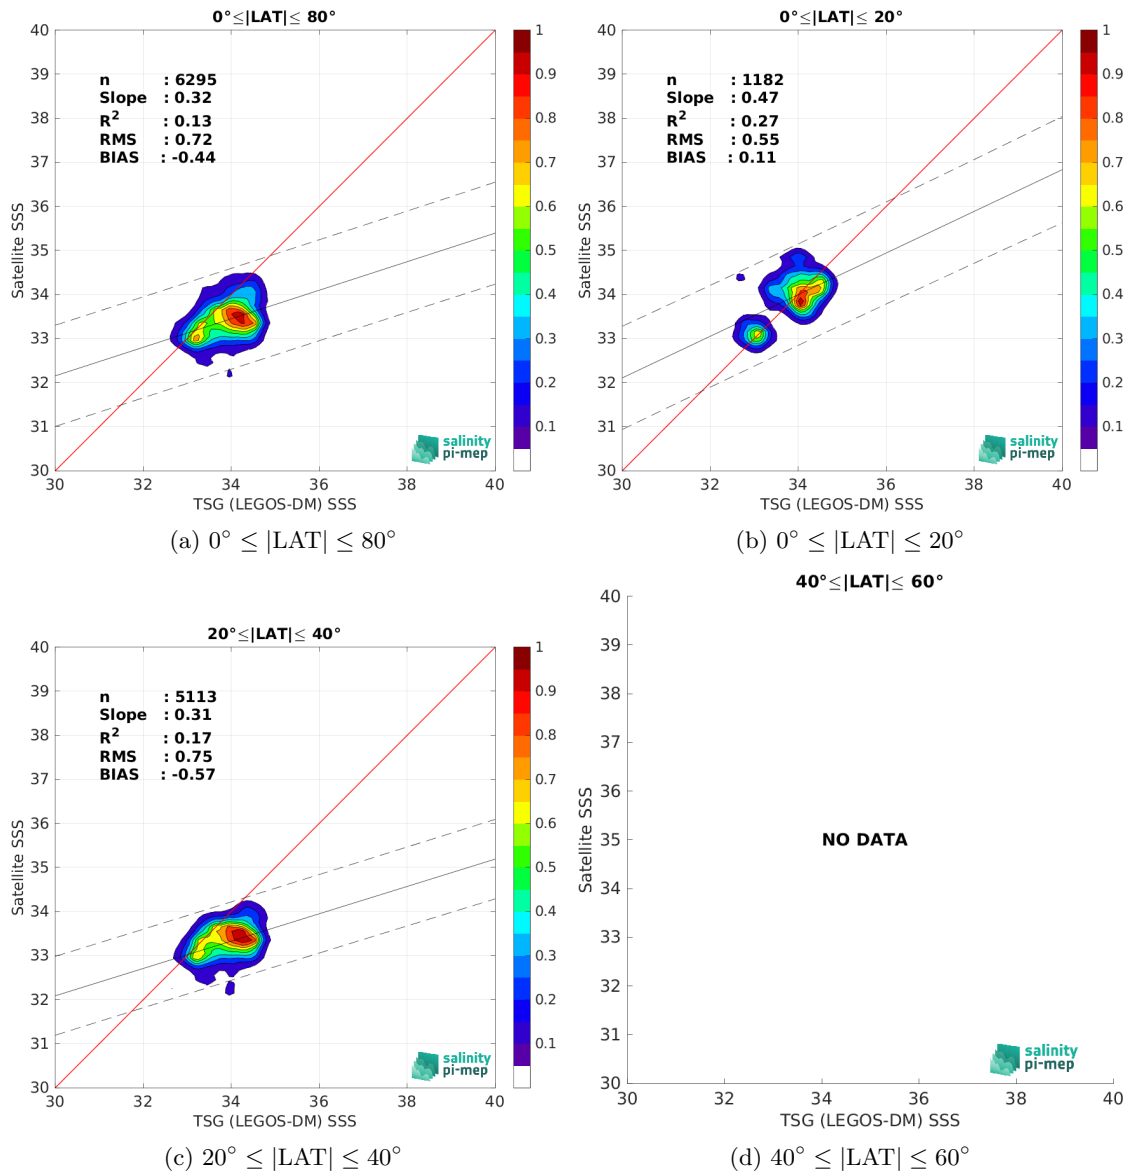 0°≤|LAT|≤ 80°
40
39
38
37
36
35
34
33
32
31
30
Satellite SSS
n : 6295
Slope : 0.32
R² : 0.13
RMS : 0.72
BIAS : -0.44
1
0.9
0.8
0.7
0.6
0.5
0.4
0.3
0.2
0.1
salinity
pi-mep
30 32 34 36 38 40
TSG (LEGOS-DM) SSS
(a) 0° ≤ |LAT| ≤ 80°
0°≤|LAT|≤ 20°
40
39
38
37
36
35
34
33
32
31
30
Satellite SSS
n : 1182
Slope : 0.47
R² : 0.27
RMS : 0.55
BIAS : 0.11
1
0.9
0.8
0.7
0.6
0.5
0.4
0.3
0.2
0.1
salinity
pi-mep
30 32 34 36 38 40
TSG (LEGOS-DM) SSS
(b) 0° ≤ |LAT| ≤ 20°
20°≤|LAT|≤ 40°
40
39
38
37
36
35
34
33
32
31
30
Satellite SSS
n : 5113
Slope : 0.31
R² : 0.17
RMS : 0.75
BIAS : -0.57
1
0.9
0.8
0.7
0.6
0.5
0.4
0.3
0.2
0.1
salinity
pi-mep
30 32 34 36 38 40
TSG (LEGOS-DM) SSS
(c) 20° ≤ |LAT| ≤ 40°
40°≤|LAT|≤ 60°
40
39
38
37
36
35
34
33
32
31
30
Satellite SSS
NO DATA
salinity
pi-mep
30 32 34 36 38 40
TSG (LEGOS-DM) SSS
(d) 40° ≤ |LAT| ≤ 60°